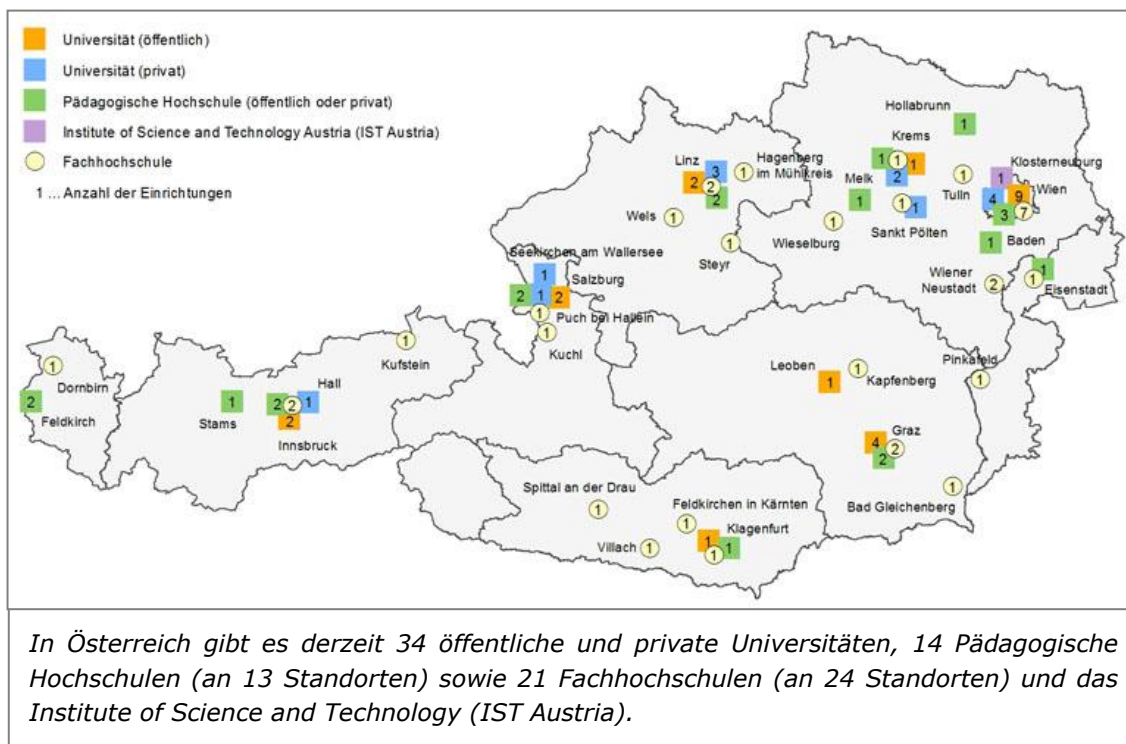 Universität (öffentlich)
Universität (privat)
Pädagogische Hochschule (öffentlich oder privat)
Institute of Science and Technology Austria (IST Austria)
Fachhochschule
1 ... Anzahl der Einrichtungen
Hollabrunn
1
Krems
1
1
1
2
Klosterneuburg
1
Tulln
1
Wien
4
9
3
7
Melk
1
Sankt Pölten
1
1
Wieselburg
1
Baden
1
Wiener
Neustadt
2
Eisenstadt
1
1
Linz
2
3
2
2
Hagenberg
im Mühlkreis
1
Wels
1
Steyr
1
Seekirchen am Wallersee
1
Salzburg
2
1
2
Puch bei Hallein
1
Kuchl
1
Kufstein
1
Dornbirn
1
Feldkirch
2
Stams
1
Hall
1
Innsbruck
2
2
2
Leoben
1
Kapfenberg
1
Pinkafeld
1
Graz
4
2
2
Bad Gleichenberg
1
Spittal an der Drau
1
Feldkirchen in Kärnten
1
Villach
1
Klagenfurt
1
1
1
In Österreich gibt es derzeit 34 öffentliche und private Universitäten, 14 Pädagogische
Hochschulen (an 13 Standorten) sowie 21 Fachhochschulen (an 24 Standorten) und das
Institute of Science and Technology (IST Austria).